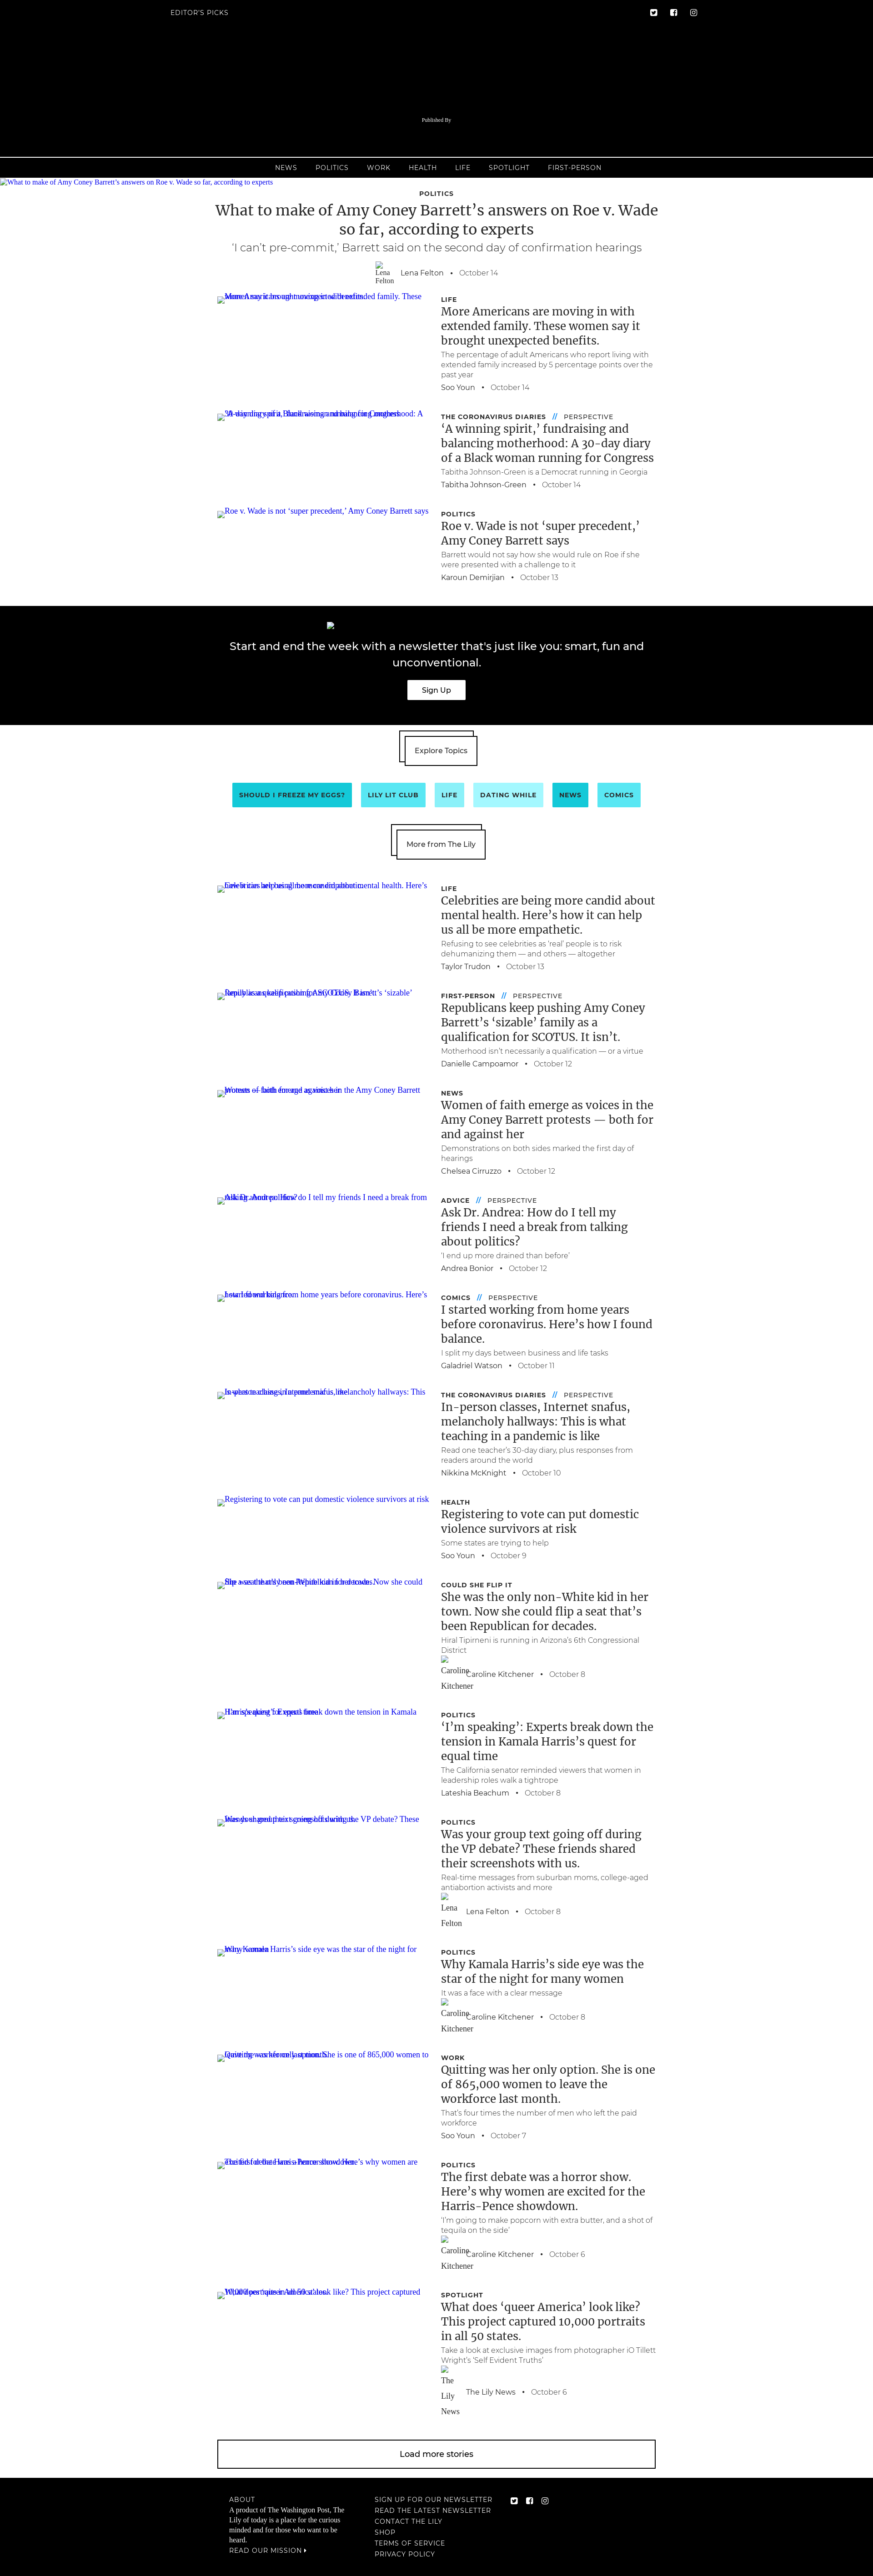 EDITOR'S PICKS
Published By
NEWS POLITICS WORK HEALTH LIFE SPOTLIGHT FIRST-PERSON
What to make of Amy Coney Barrett’s answers on Roe v. Wade so far, according to experts
POLITICS
What to make of Amy Coney Barrett’s answers on Roe v. Wade
so far, according to experts
‘I can’t pre-commit,’ Barrett said on the second day of confirmation hearings
Lena
Felton
Lena Felton • October 14
LIFE
More Americans are moving in with
extended family. These women say it
brought unexpected benefits.
The percentage of adult Americans who report living with
extended family increased by 5 percentage points over the
past year
Soo Youn • October 14
THE CORONAVIRUS DIARIES // PERSPECTIVE
‘A winning spirit,’ fundraising and
balancing motherhood: A 30-day diary
of a Black woman running for Congress
Tabitha Johnson-Green is a Democrat running in Georgia
Tabitha Johnson-Green • October 14
Roe v. Wade is not ‘super precedent,’ Amy Coney Barrett says
POLITICS
Roe v. Wade is not ‘super precedent,’
Amy Coney Barrett says
Barrett would not say how she would rule on Roe if she
were presented with a challenge to it
Karoun Demirjian • October 13
Start and end the week with a newsletter that's just like you: smart, fun and
unconventional.
Sign Up
Explore Topics
SHOULD I FREEZE MY EGGS? LILY LIT CLUB LIFE DATING WHILE NEWS COMICS
More from The Lily
LIFE
Celebrities are being more candid about
mental health. Here’s how it can help
us all be more empathetic.
Refusing to see celebrities as ‘real’ people is to risk
dehumanizing them — and others — altogether
Taylor Trudon • October 13
FIRST-PERSON // PERSPECTIVE
Republicans keep pushing Amy Coney
Barrett’s ‘sizable’ family as a
qualification for SCOTUS. It isn’t.
Motherhood isn’t necessarily a qualification — or a virtue
Danielle Campoamor • October 12
NEWS
Women of faith emerge as voices in the
Amy Coney Barrett protests — both for
and against her
Demonstrations on both sides marked the first day of
hearings
Chelsea Cirruzzo • October 12
ADVICE // PERSPECTIVE
Ask Dr. Andrea: How do I tell my
friends I need a break from talking
about politics?
‘I end up more drained than before’
Andrea Bonior • October 12
COMICS // PERSPECTIVE
I started working from home years
before coronavirus. Here’s how I found
balance.
I split my days between business and life tasks
Galadriel Watson • October 11
THE CORONAVIRUS DIARIES // PERSPECTIVE
In-person classes, Internet snafus,
melancholy hallways: This is what
teaching in a pandemic is like
Read one teacher’s 30-day diary, plus responses from
readers around the world
Nikkina McKnight • October 10
Registering to vote can put domestic violence survivors at risk
HEALTH
Registering to vote can put domestic
violence survivors at risk
Some states are trying to help
Soo Youn • October 9
COULD SHE FLIP IT
She was the only non-White kid in her
town. Now she could flip a seat that’s
been Republican for decades.
Hiral Tipirneni is running in Arizona’s 6th Congressional
District
Caroline
Kitchener
Caroline Kitchener • October 8
POLITICS
‘I’m speaking’: Experts break down the
tension in Kamala Harris’s quest for
equal time
The California senator reminded viewers that women in
leadership roles walk a tightrope
Lateshia Beachum • October 8
POLITICS
Was your group text going off during
the VP debate? These friends shared
their screenshots with us.
Real-time messages from suburban moms, college-aged
antiabortion activists and more
Lena
Felton
Lena Felton • October 8
POLITICS
Why Kamala Harris’s side eye was the
star of the night for many women
It was a face with a clear message
Caroline
Kitchener
Caroline Kitchener • October 8
WORK
Quitting was her only option. She is one
of 865,000 women to leave the
workforce last month.
That’s four times the number of men who left the paid
workforce
Soo Youn • October 7
POLITICS
The first debate was a horror show.
Here’s why women are excited for the
Harris-Pence showdown.
‘I’m going to make popcorn with extra butter, and a shot of
tequila on the side’
Caroline
Kitchener
Caroline Kitchener • October 6
SPOTLIGHT
What does ‘queer America’ look like?
This project captured 10,000 portraits
in all 50 states.
Take a look at exclusive images from photographer iO Tillett
Wright’s ‘Self Evident Truths’
The
Lily
News
The Lily News • October 6
Load more stories
ABOUT
A product of The Washington Post, The
Lily of today is a place for the curious
minded and for those who want to be
heard.
READ OUR MISSION
SIGN UP FOR OUR NEWSLETTER
READ THE LATEST NEWSLETTER
CONTACT THE LILY
SHOP
TERMS OF SERVICE
PRIVACY POLICY